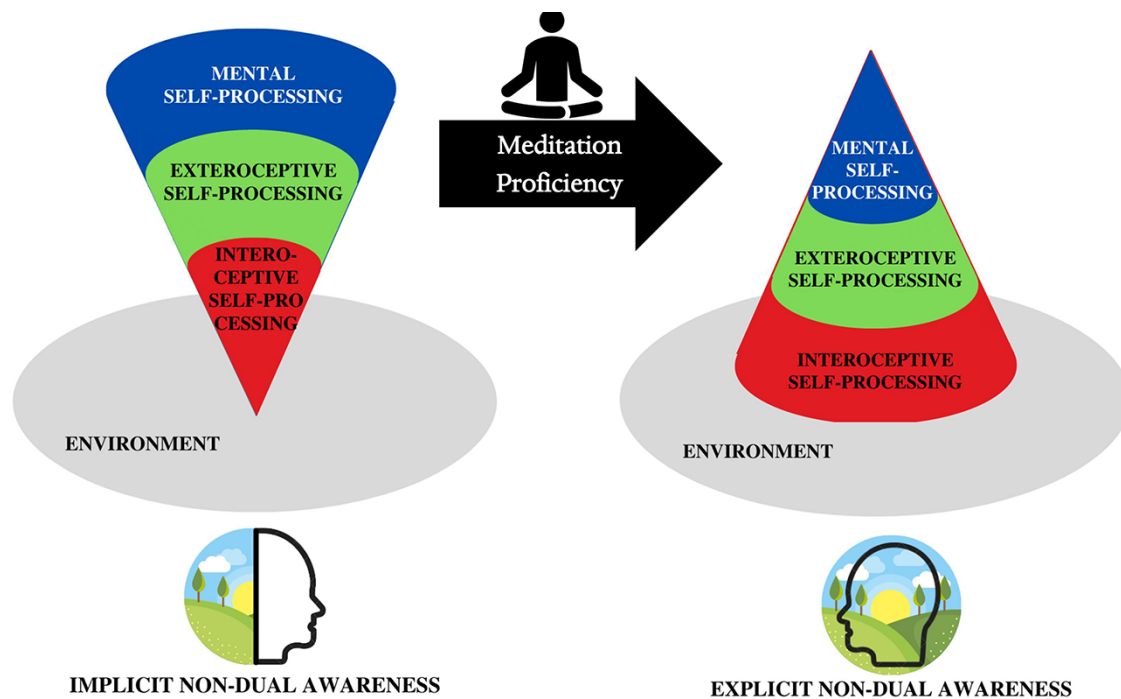 MENTAL
SELF-PROCESSING
EXTEROCEPTIVE
SELF-PROCESSING
INTERO-
CEPTIVE
SELF-PRO
CESSING
ENVIRONMENT
IMPLICIT NON-DUAL AWARENESS
Meditation
Proficiency
MENTAL
SELF-
PROCESSING
EXTEROCEPTIVE
SELF-PROCESSING
INTEROCEPTIVE
SELF-PROCESSING
ENVIRONMENT
EXPLICIT NON-DUAL AWARENESS